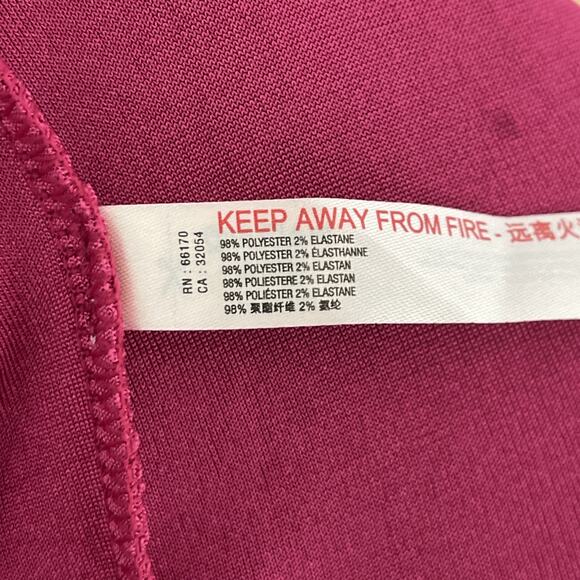 RN : 66170
CA : 32054
KEEP AWAY FROM FIRE - 远离火
98% POLYESTER 2% ELASTANE
98% POLYESTER 2% ÉLASTHANNE
98% POLYESTER 2% ELASTAN
98% POLIESTERE 2% ELASTAN
98% POLIÉSTER 2% ELASTANE
98% 聚酯纤维 2% 氨纶